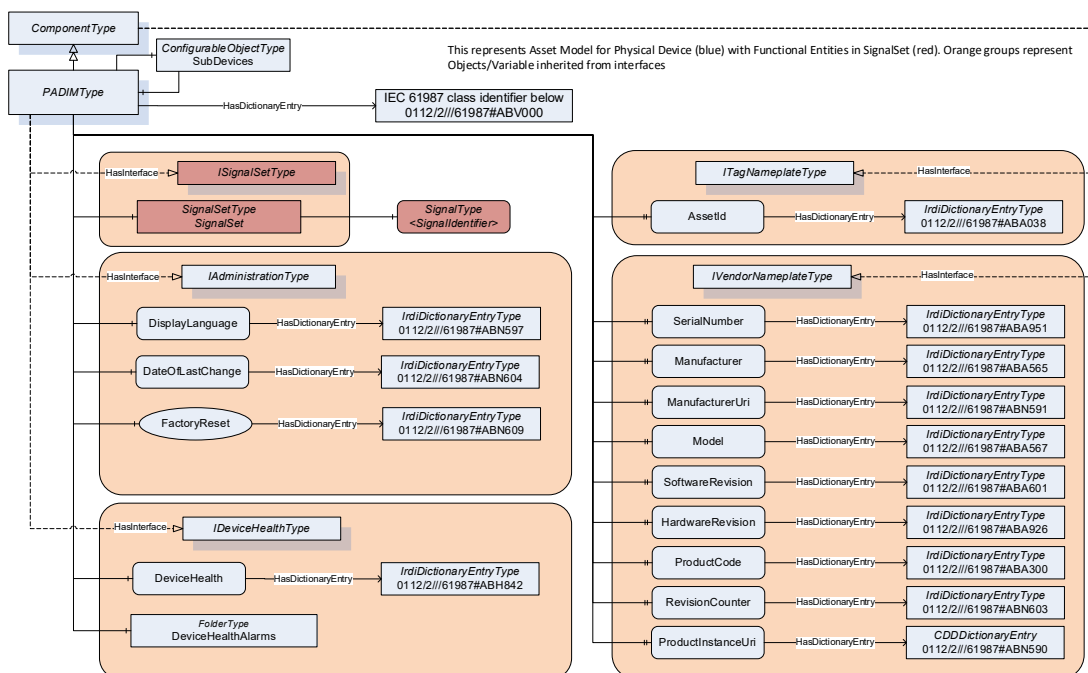 ComponentType
ConfigurableObjectType
SubDevices
This represents Asset Model for Physical Device (blue) with Functional Entities in SignalSet (red). Orange groups represent
Objects/Variable inherited from interfaces
PADIMType
HasDictionaryEntry
IEC 61987 class identifier below
0112/2///61987#ABV000
HasInterface
ISignalSetType
SignalSetType
SignalSet
SignalType
<SignalIdentifier>
HasInterface
IAdministrationType
DisplayLanguage
HasDictionaryEntry
IrdiDictionaryEntryType
0112/2///61987#ABN597
DateOfLastChange
HasDictionaryEntry
IrdiDictionaryEntryType
0112/2///61987#ABN604
FactoryReset
HasDictionaryEntry
IrdiDictionaryEntryType
0112/2///61987#ABN609
HasInterface
IDeviceHealthType
DeviceHealth
HasDictionaryEntry
IrdiDictionaryEntryType
0112/2///61987#ABH842
FolderType
DeviceHealthAlarms
ITagNameplateType
HasInterface
AssetId
HasDictionaryEntry
IrdiDictionaryEntryType
0112/2///61987#ABA038
IVendorNameplateType
HasInterface
SerialNumber
HasDictionaryEntry
IrdiDictionaryEntryType
0112/2///61987#ABA951
Manufacturer
HasDictionaryEntry
IrdiDictionaryEntryType
0112/2///61987#ABA565
ManufacturerUri
HasDictionaryEntry
IrdiDictionaryEntryType
0112/2///61987#ABN591
Model
HasDictionaryEntry
IrdiDictionaryEntryType
0112/2///61987#ABA567
SoftwareRevision
HasDictionaryEntry
IrdiDictionaryEntryType
0112/2///61987#ABA601
HardwareRevision
HasDictionaryEntry
IrdiDictionaryEntryType
0112/2///61987#ABA926
ProductCode
HasDictionaryEntry
IrdiDictionaryEntryType
0112/2///61987#ABA300
RevisionCounter
HasDictionaryEntry
IrdiDictionaryEntryType
0112/2///61987#ABN603
ProductInstanceUri
HasDictionaryEntry
CDDDictionaryEntry
0112/2///61987#ABN590